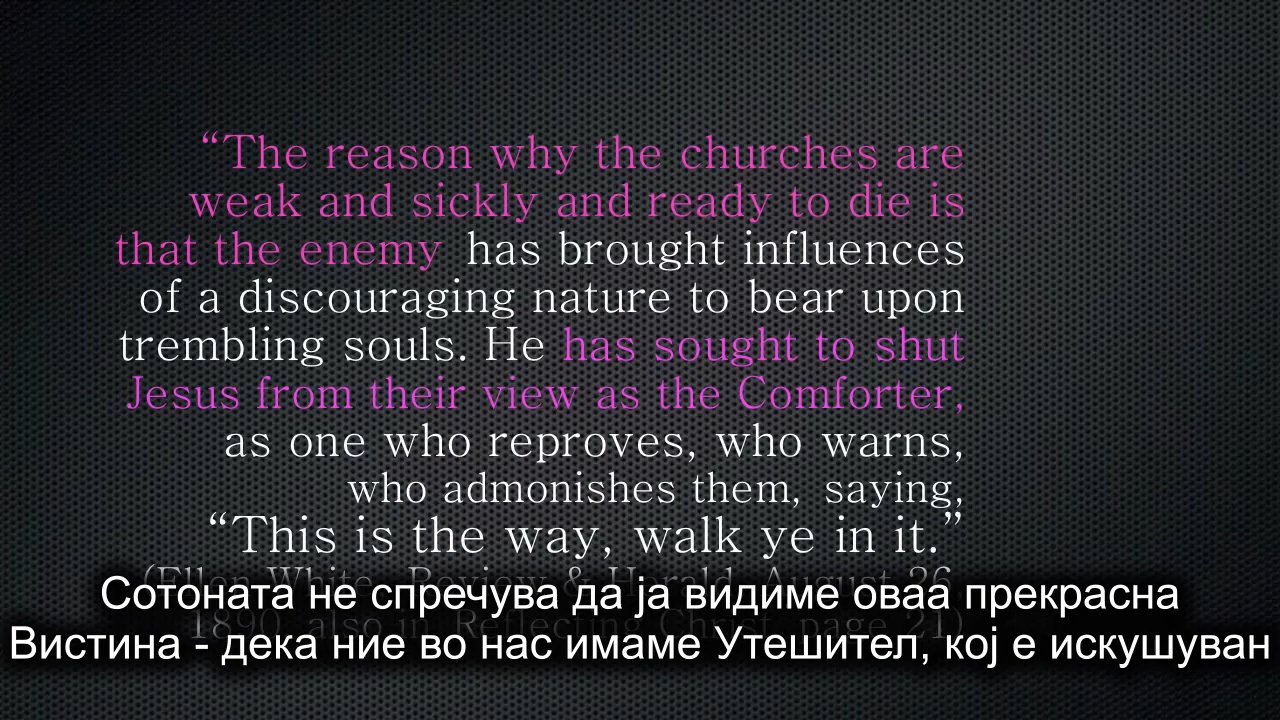 “The reason why the churches are
weak and sickly and ready to die is
that the enemy has brought influences
of a discouraging nature to bear upon
trembling souls. He has sought to shut
Jesus from their view as the Comforter,
as one who reproves, who warns,
who admonishes them, saying,
“This is the way, walk ye in it.”
(Ellen White, Review & Herald, August 26,
1890, also in Reflecting Christ, page 21)
Сотоната не спречува да ја видиме оваа прекрасна
Вистина - дека ние во нас имаме Утешител, кој е искушуван